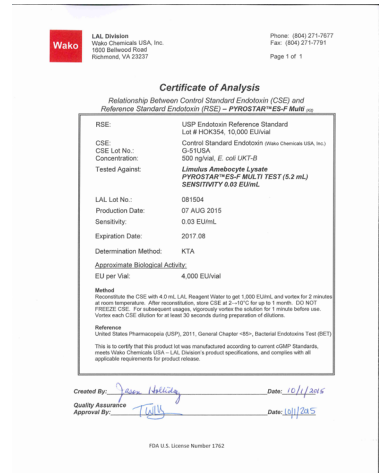 Wako
LAL Division
Wako Chemicals USA, Inc.
1600 Bellwood Road
Richmond, VA 23237
Phone: (804) 271-7677
Fax: (804) 271-7791
Page 1 of 1
Certificate of Analysis
Relationship Between Control Standard Endotoxin (CSE) and
Reference Standard Endotoxin (RSE) – PYROSTAR™ES-F Multi
RSE: USP Endotoxin Reference Standard
Lot # HOK354, 10,000 EU/vial
CSE: Control Standard Endotoxin (Wako Chemicals USA, Inc.)
CSE Lot No.: G-51USA
Concentration: 500 ng/vial, E. coli UKT-B
Tested Against: Limulus Amebocyte Lysate
PYROSTAR™ES-F MULTI TEST (5.2 mL)
SENSITIVITY 0.03 EU/mL
LAL Lot No.: 081504
Production Date: 07 AUG 2015
Sensitivity: 0.03 EU/mL
Expiration Date: 2017.08
Determination Method: KTA
Approximate Biological Activity:
EU per Vial: 4,000 EU/vial
Method
Reconstitute the CSE with 4.0 mL LAL Reagent Water to get 1,000 EU/mL and vortex for 2 minutes
at room temperature. After reconstitution, store CSE at 2~10°C for up to 1 month. DO NOT
FREEZE CSE. For subsequent usages, vigorously vortex the solution for 1 minute before use.
Vortex each CSE dilution for at least 30 seconds during preparation of dilutions.
Reference
United States Pharmacopeia (USP), 2011, General Chapter <85>, Bacterial Endotoxins Test (BET)
This is to certify that this product lot was manufactured according to current cGMP Standards,
meets Wako Chemicals USA – LAL Division's product specifications, and complies with all
applicable requirements for product release.
Created By: Jason Holliday Date: 10/1/2015
Quality Assurance
Approval By: Date: 10/1/2015
FDA U.S. License Number 1762